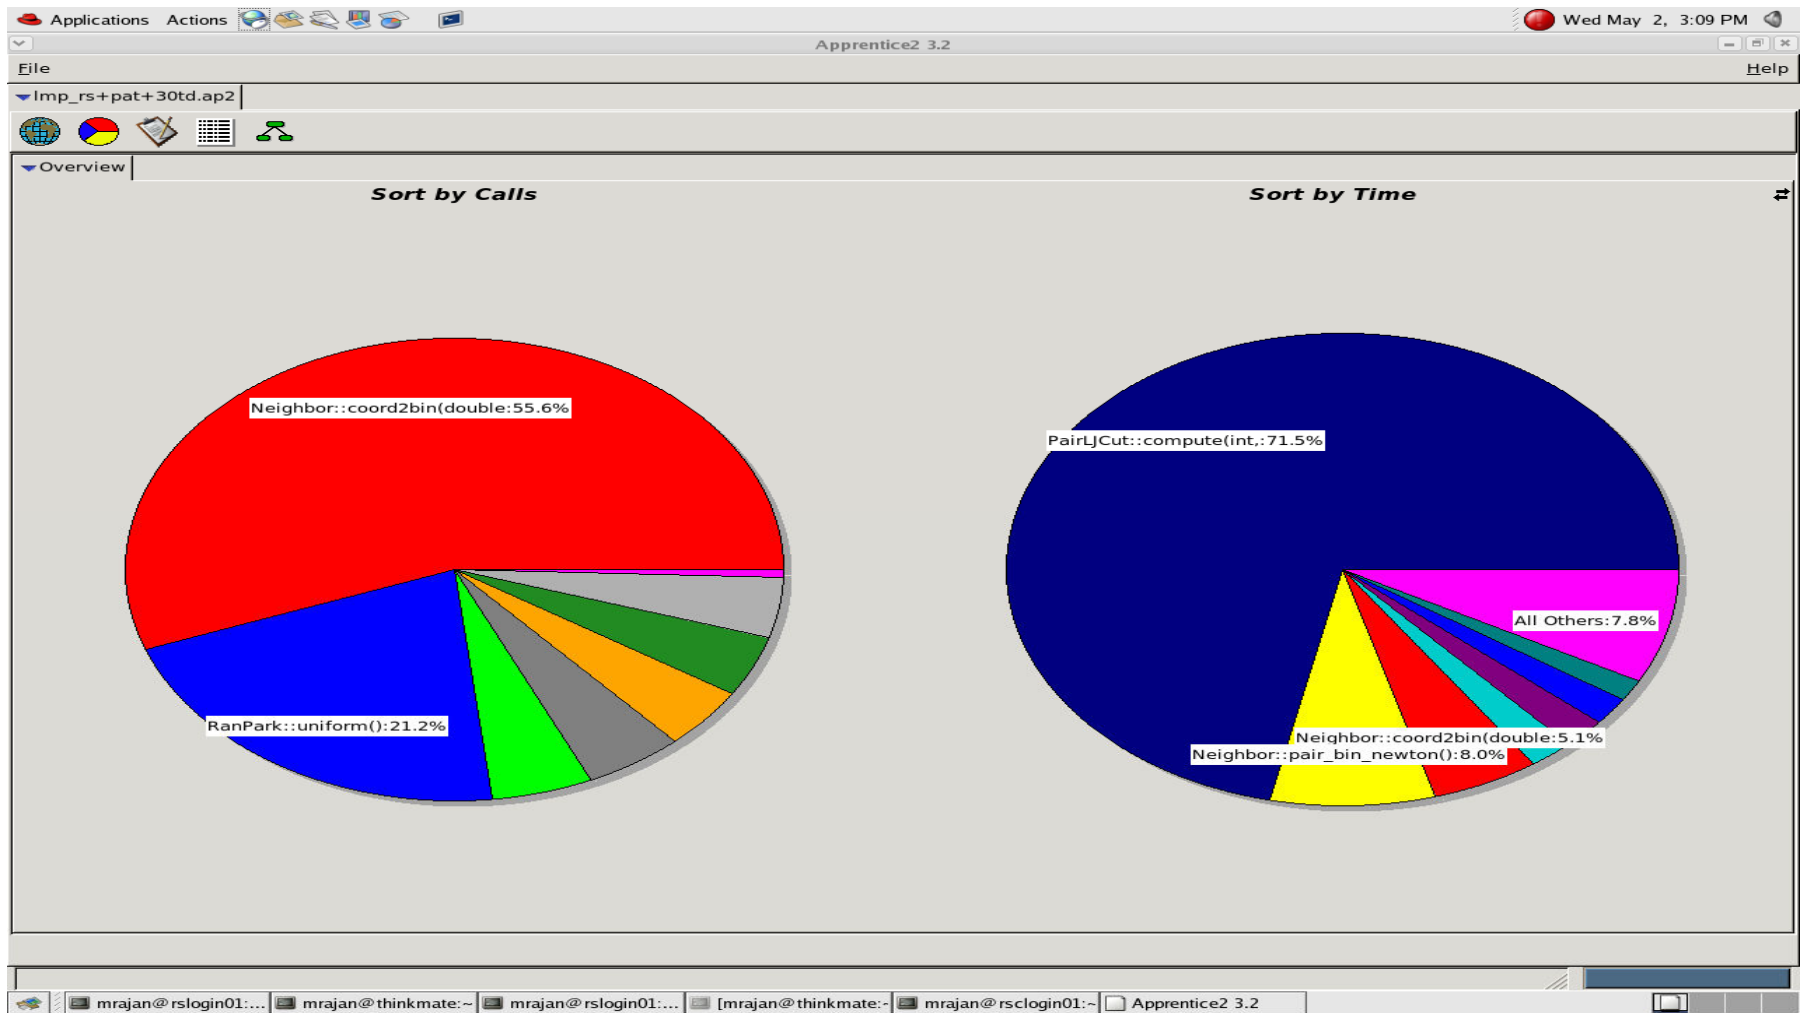 Applications Actions Wed May 2, 3:09 PM
Apprentice2 3.2
File Help
lmp_rs+pat+30td.ap2
Overview
Sort by Calls
Sort by Time
Neighbor::coord2bin(double:55.6%
RanPark::uniform():21.2%
PairLJCut::compute(int,:71.5%
All Others:7.8%
Neighbor::coord2bin(double:5.1%
Neighbor::pair_bin_newton():8.0%
mrajan@rslogin01:... mrajan@thinkmate:~ mrajan@rslogin01:... [mrajan@thinkmate:- mrajan@rsclogin01:~ Apprentice2 3.2